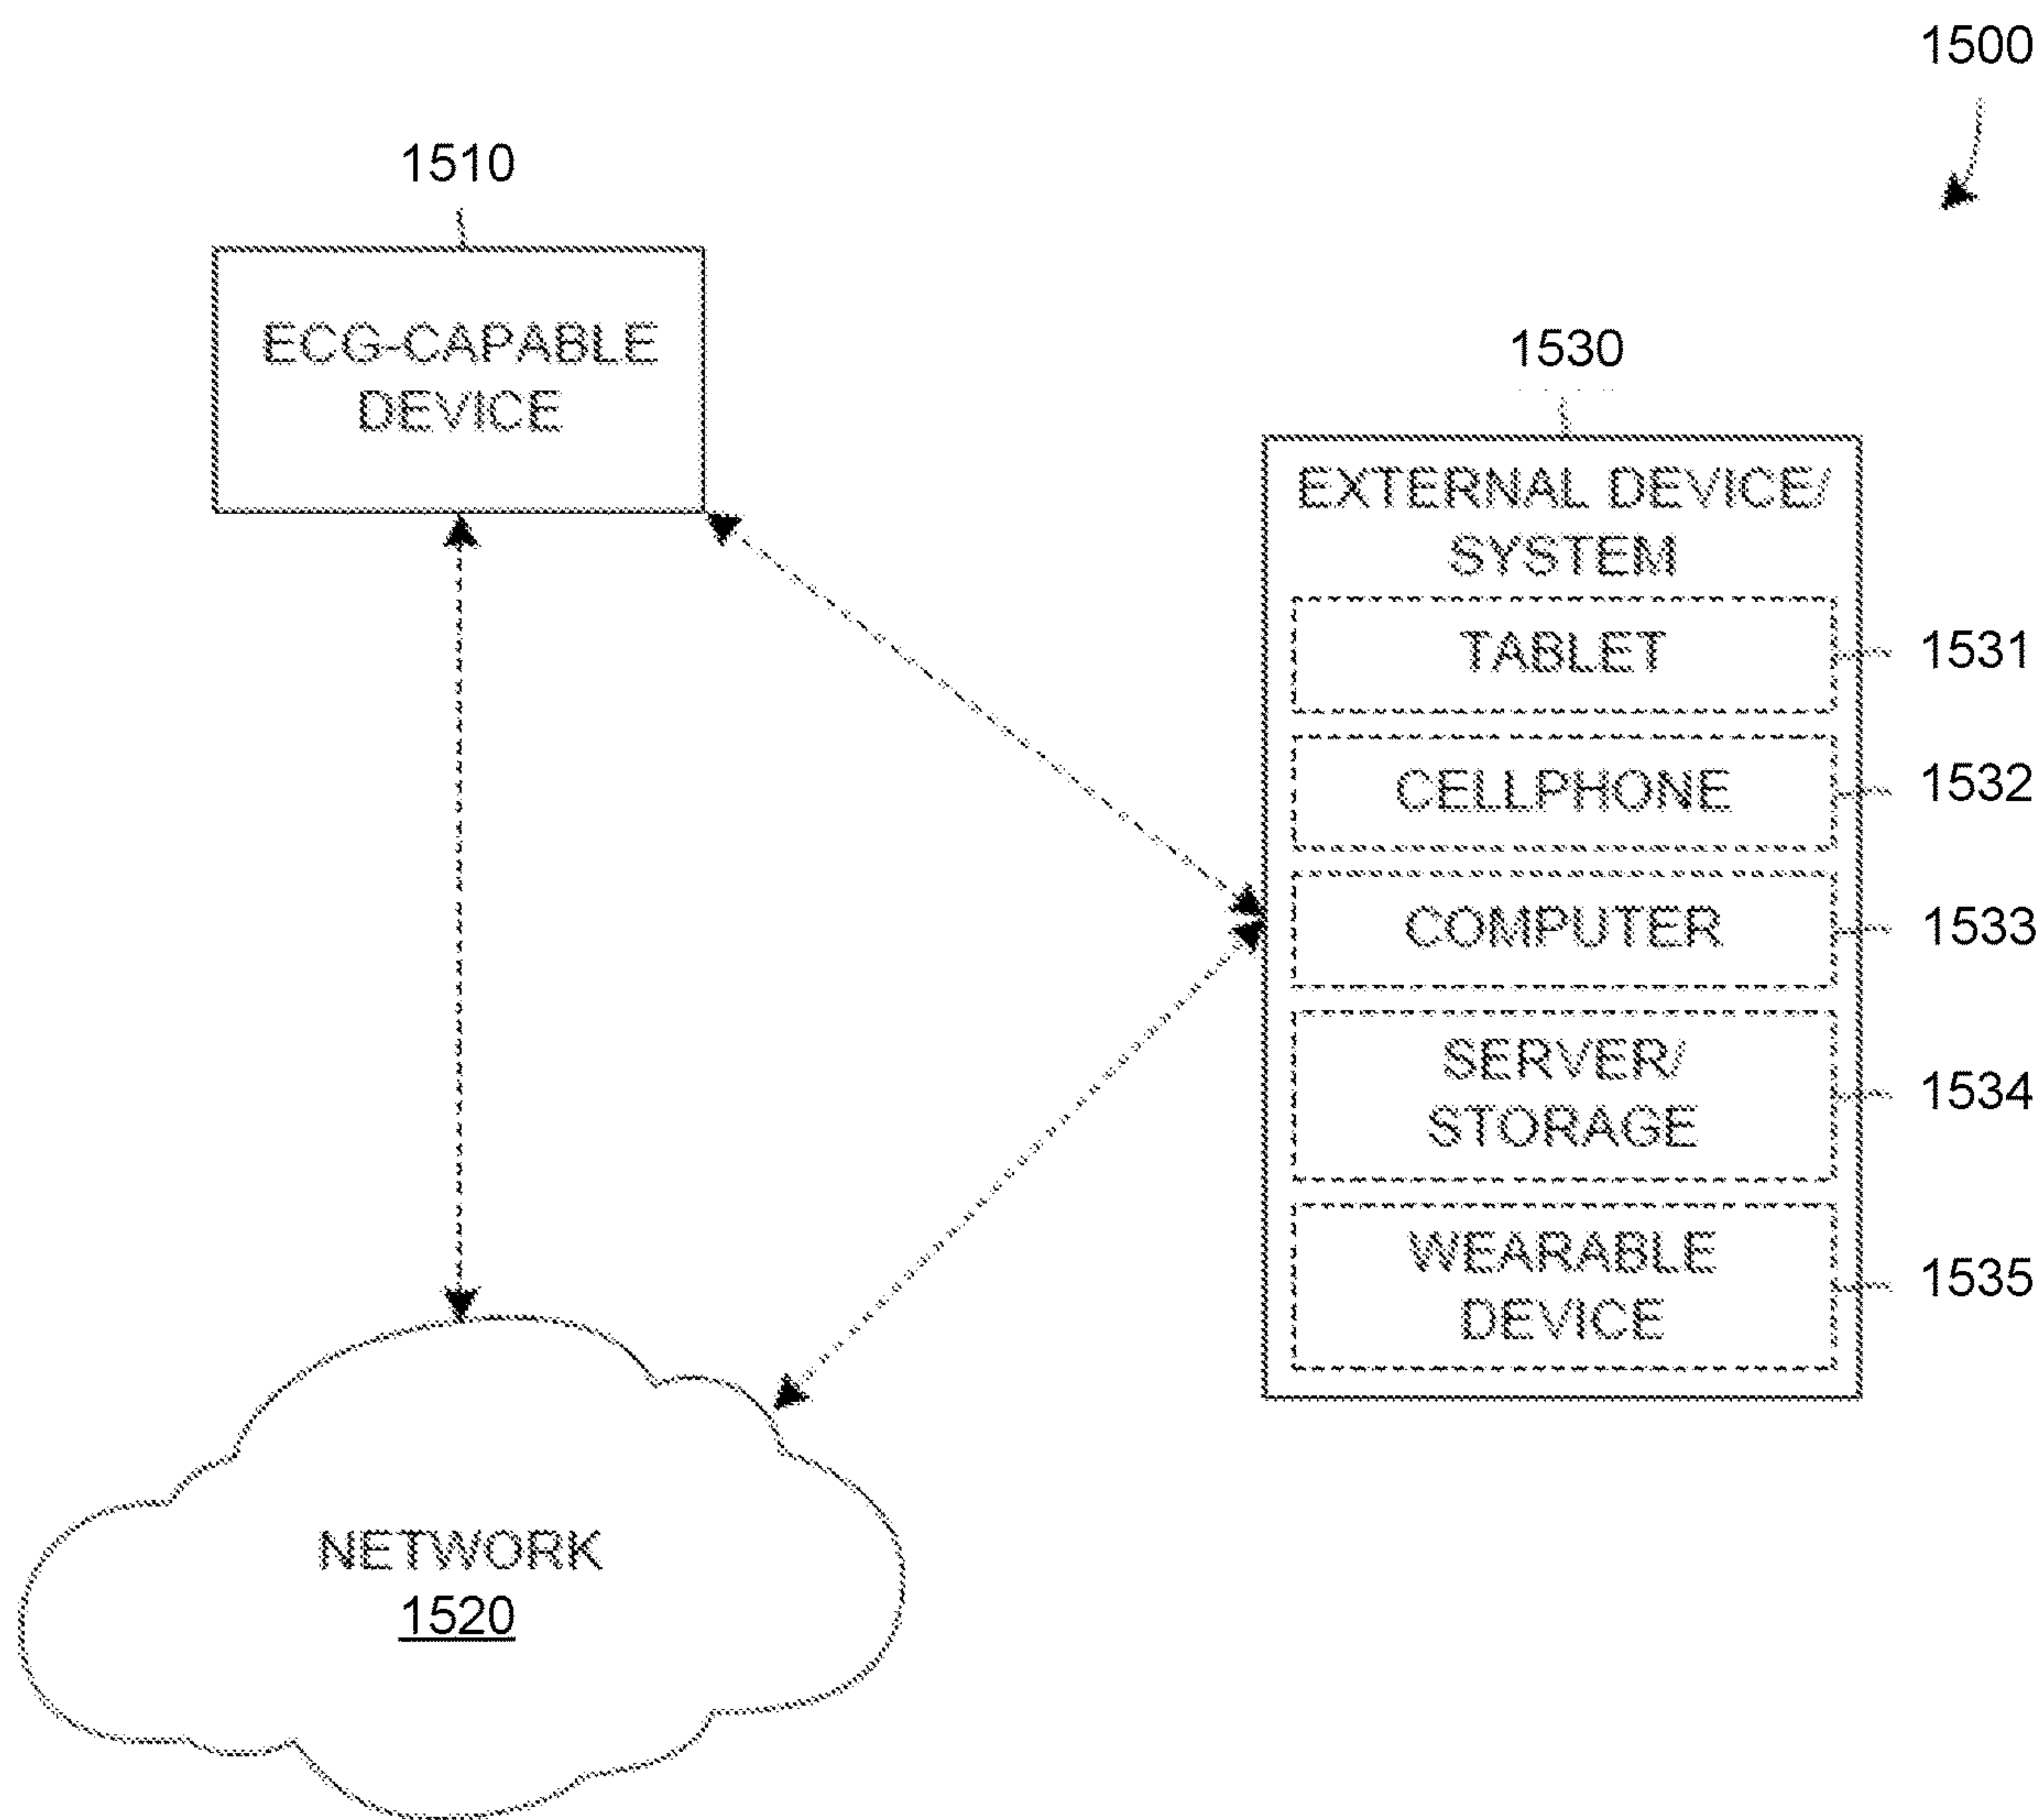 1500
1510
ECG-CAPABLE
DEVICE
1530
EXTERNAL DEVICE/
SYSTEM
TABLET
1531
CELLPHONE
1532
COMPUTER
1533
SERVER/
STORAGE
1534
WEARABLE
DEVICE
1535
NETWORK
1520